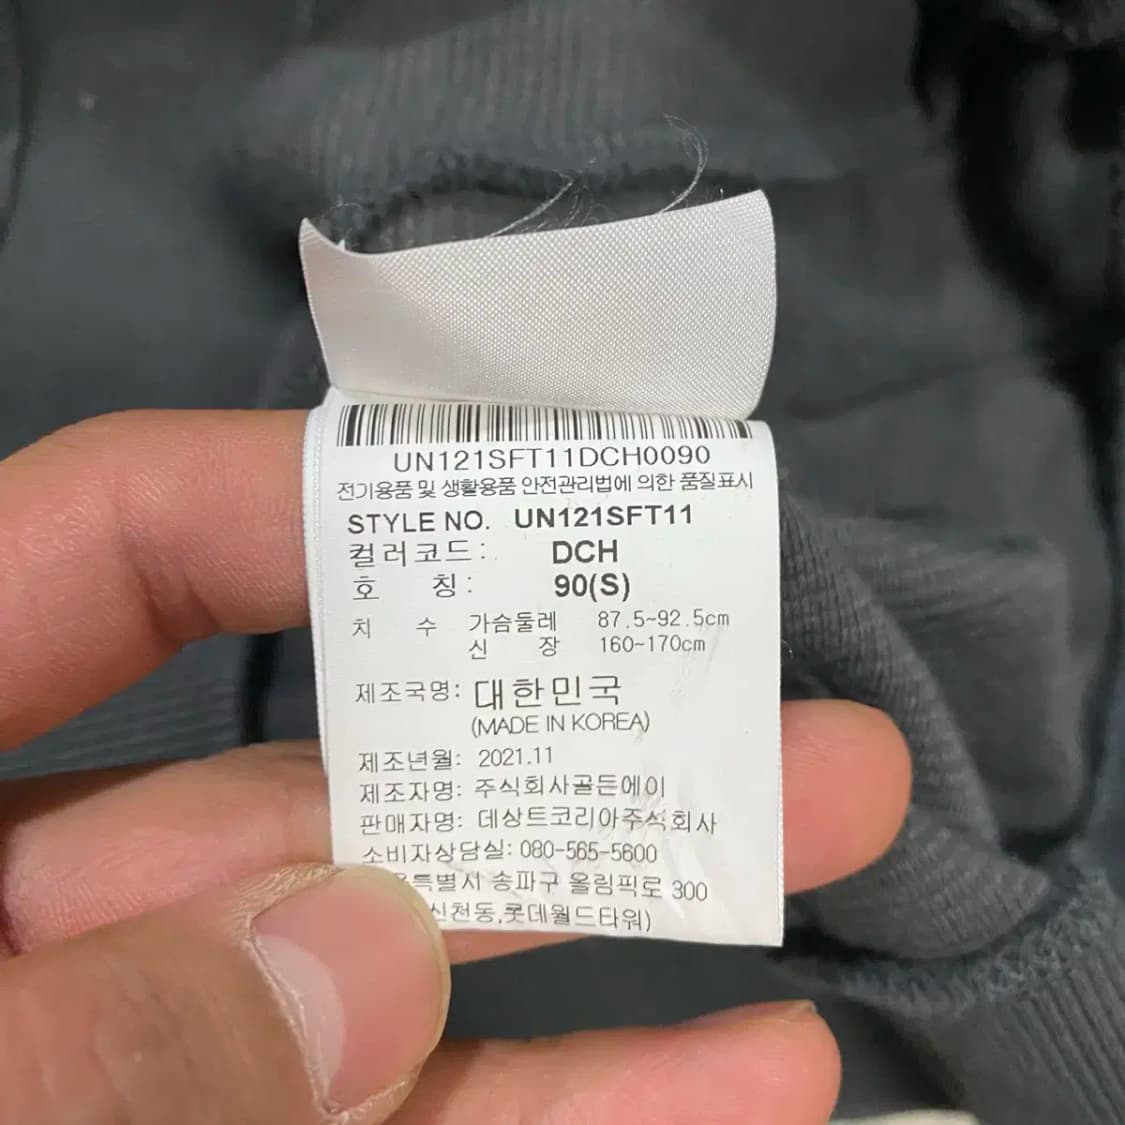 UN121SFT11DCH0090
전기용품 및 생활용품 안전관리법에 의한 품질표시
STYLE NO. UN121SFT11
컬러코드: DCH
호 칭: 90(S)
치 수 가슴둘레 87.5~92.5cm
신 장 160~170cm
제조국명: 대한민국
(MADE IN KOREA)
제조년월: 2021.11
제조자명: 주식회사골든에이
판매자명: 데상트코리아주식회사
소비자상담실: 080-565-5600
송파구 올림픽로 300
신천동,롯데월드타워)